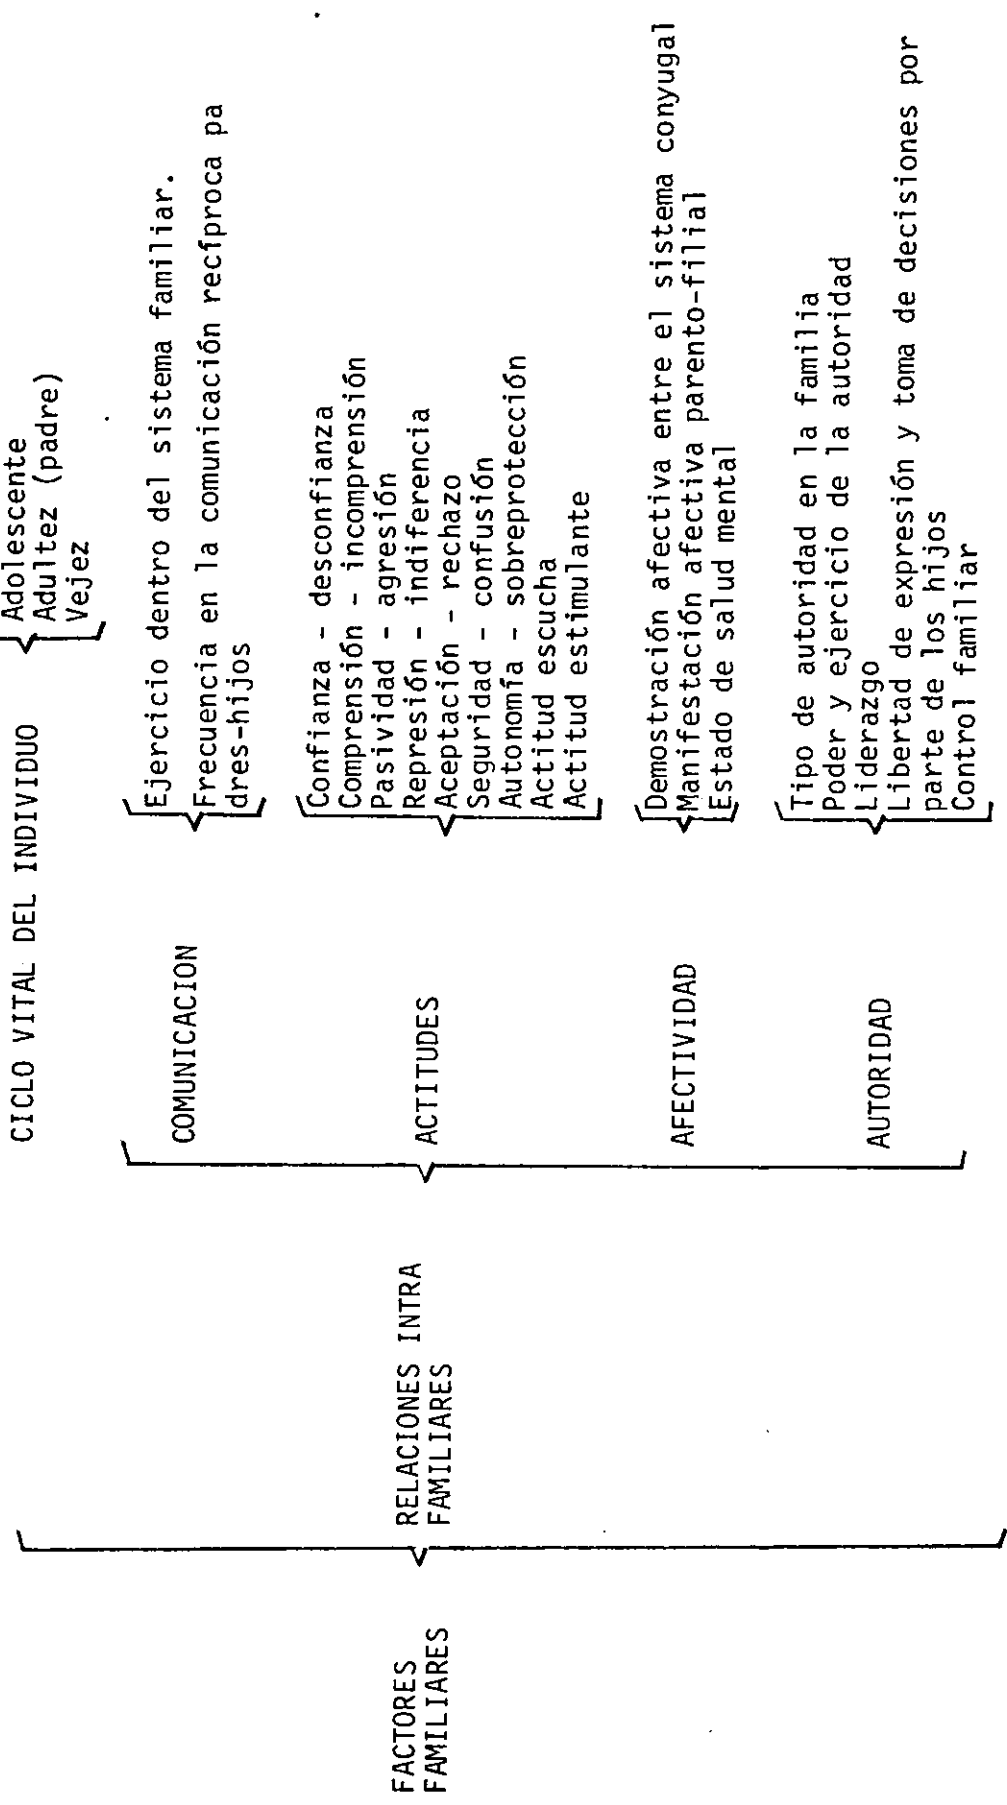 CICLO VITAL DEL INDIVIDUO
Adolescente
Adultez (padre)
Vejez
FACTORES
FAMILIARES
RELACIONES INTRA
FAMILIARES
COMUNICACION
Ejercicio dentro del sistema familiar.
Frecuencia en la comunicación recíproca pa
dres-hijos
ACTITUDES
Confianza - desconfianza
Comprensión - incomprensión
Pasividad - agresión
Represión - indiferencia
Aceptación - rechazo
Seguridad - confusión
Autonomía - sobreprotección
Actitud escucha
Actitud estimulante
AFECTIVIDAD
Demostración afectiva entre el sistema conyugal
Manifestación afectiva parento-filial
Estado de salud mental
AUTORIDAD
Tipo de autoridad en la familia
Poder y ejercicio de la autoridad
Liderazgo
Libertad de expresión y toma de decisiones por
parte de los hijos
Control familiar